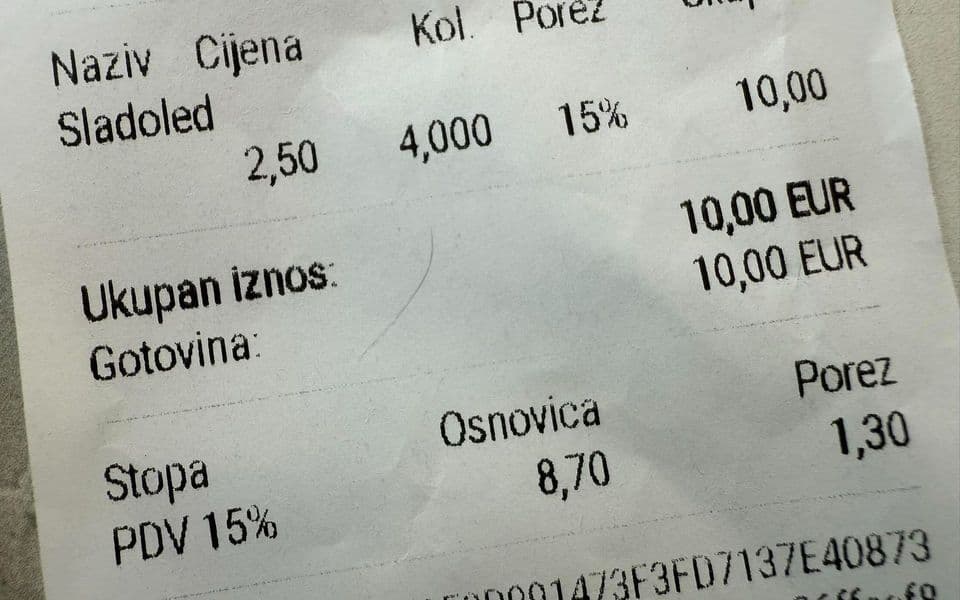 Naziv Cijena Kol. Porez
Sladoled
2,50 4,000 15% 10,00
Ukupan iznos: 10,00 EUR
Gotovina: 10,00 EUR
Stopa Osnovica Porez
PDV 15% 8,70 1,30
01473F3FD7137E40873